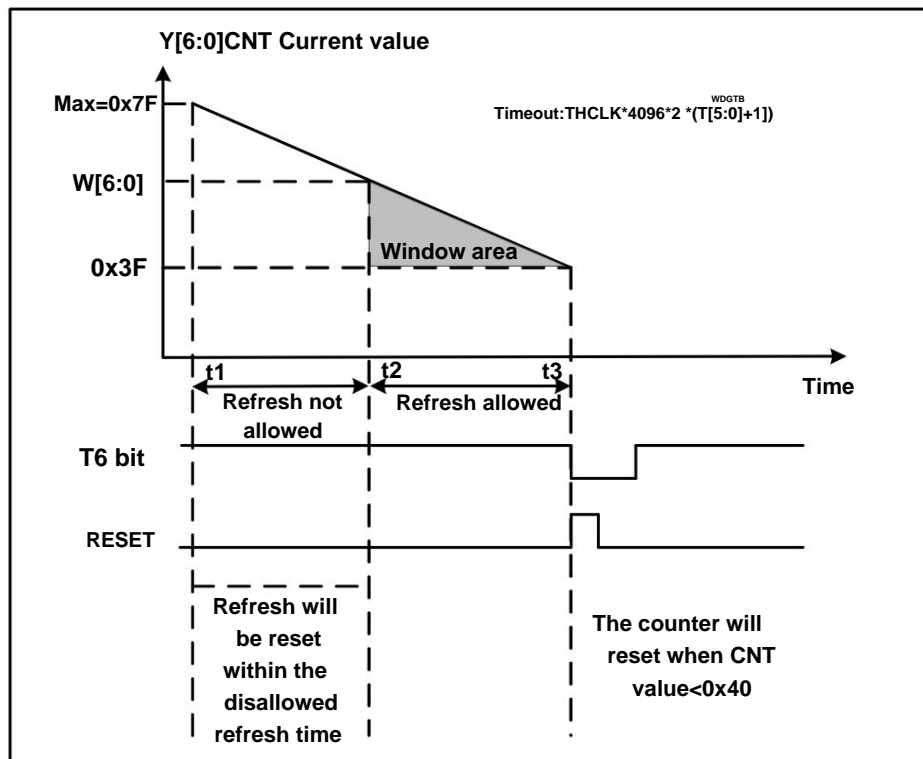 Y[6:0]CNT Current value
Max=0x7F
WDGTB
Timeout:THCLK*4096*2 *(T[5:0]+1])
W[6:0]
Window area
0x3F
t1
t2
t3
Time
Refresh not
allowed
Refresh allowed
T6 bit
RESET
Refresh will
be reset
within the
disallowed
refresh time
The counter will
reset when CNT
value<0x40